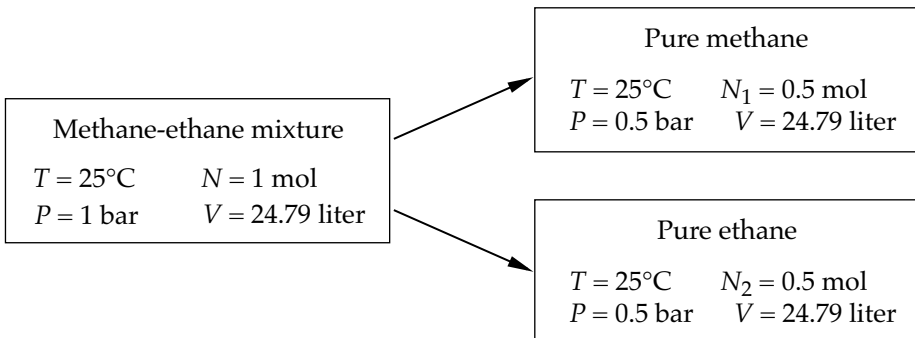 Methane-ethane mixture
T = 25°C N = 1 mol
P = 1 bar V = 24.79 liter
Pure methane
T = 25°C N₁ = 0.5 mol
P = 0.5 bar V = 24.79 liter
Pure ethane
T = 25°C N₂ = 0.5 mol
P = 0.5 bar V = 24.79 liter